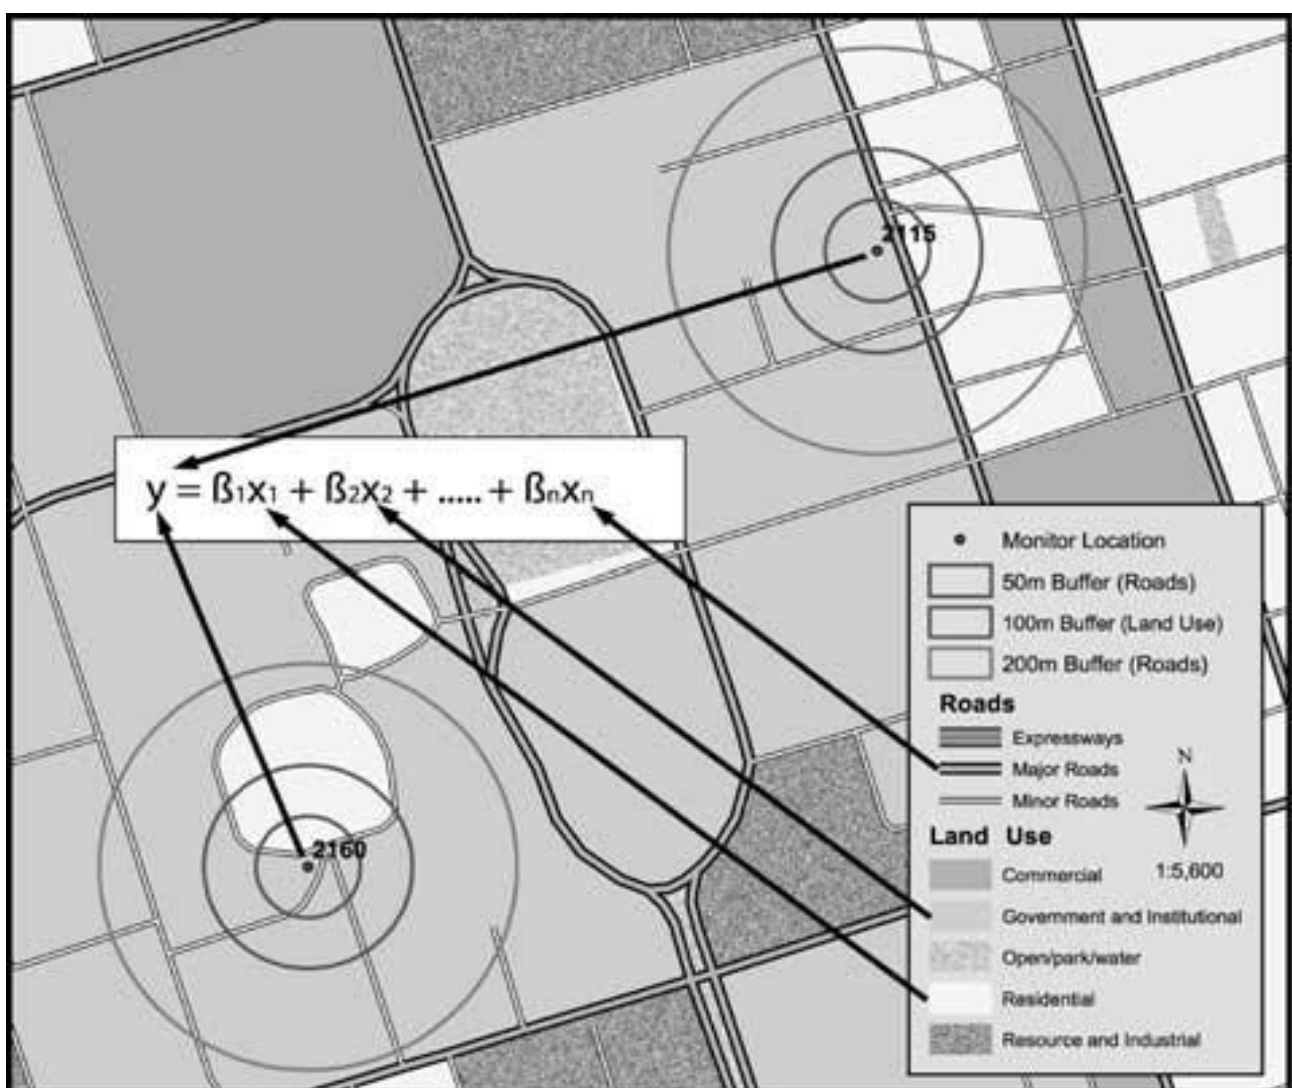 2115
y = ß₁x₁ + ß₂x₂ + ..... + ßₙxₙ
2160
Monitor Location
50m Buffer (Roads)
100m Buffer (Land Use)
200m Buffer (Roads)
Roads
Expressways
Major Roads
Minor Roads
N
1:5,600
Land Use
Commercial
Government and Institutional
Open/park/water
Residential
Resource and Industrial